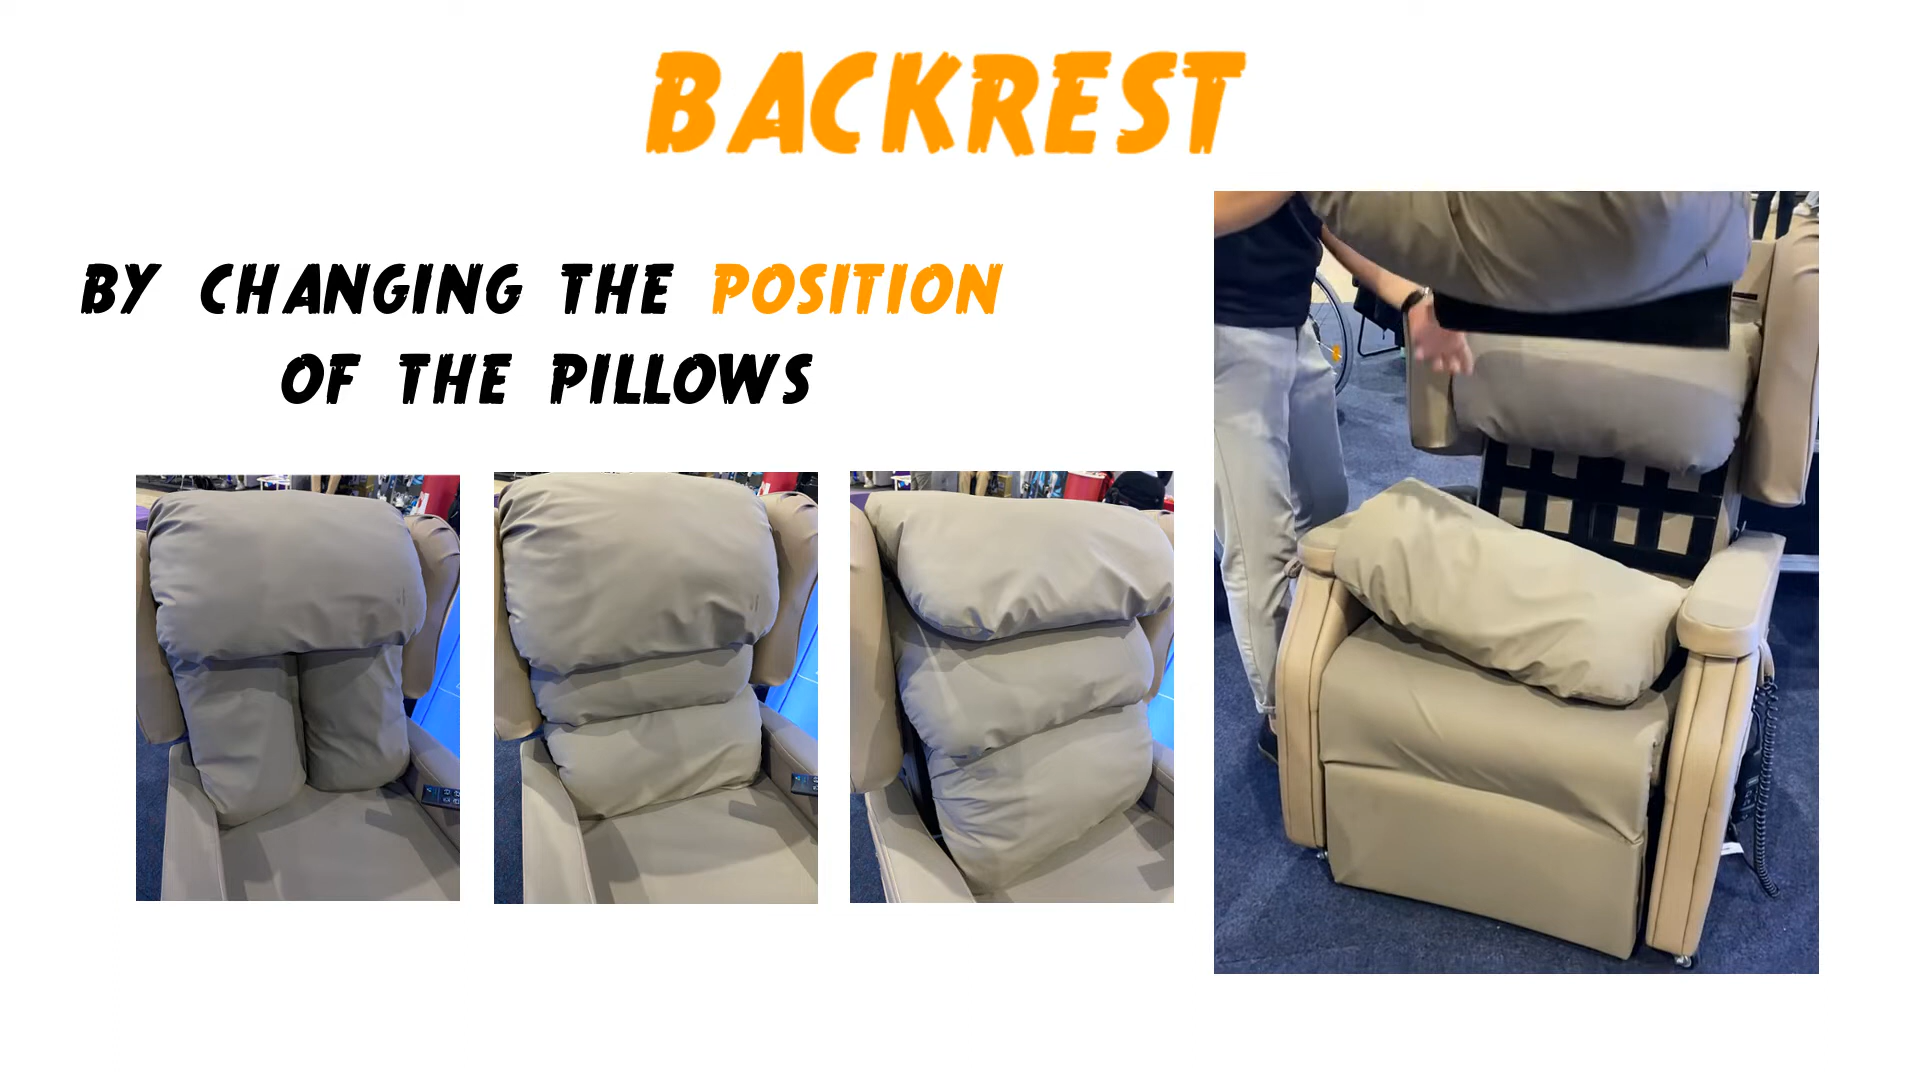 BACKREST
BY CHANGING THE POSITION
OF THE PILLOWS